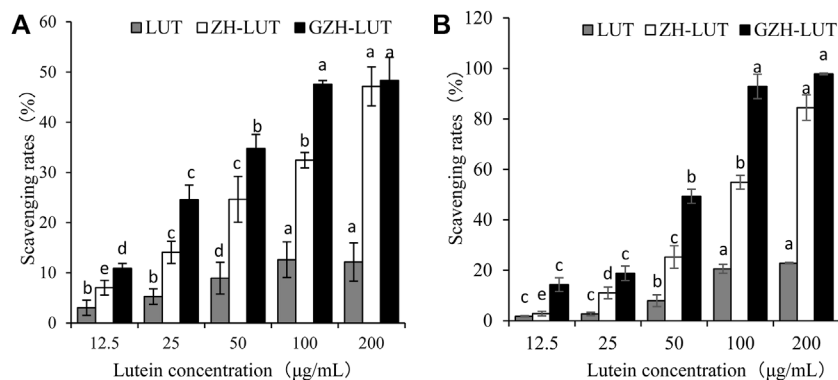 A
LUT ZH-LUT GZH-LUT
Scavenging rates (%)
60
50
40
30
20
10
0
b e d
b c c
d c b
a b a
a a a
12.5 25 50 100 200
Lutein concentration (μg/mL)
B
LUT ZH-LUT GZH-LUT
Scavenging rates (%)
120
100
80
60
40
20
0
c e c
c d c
b c b
a b a
a a a
12.5 25 50 100 200
Lutein concentration (μg/mL)